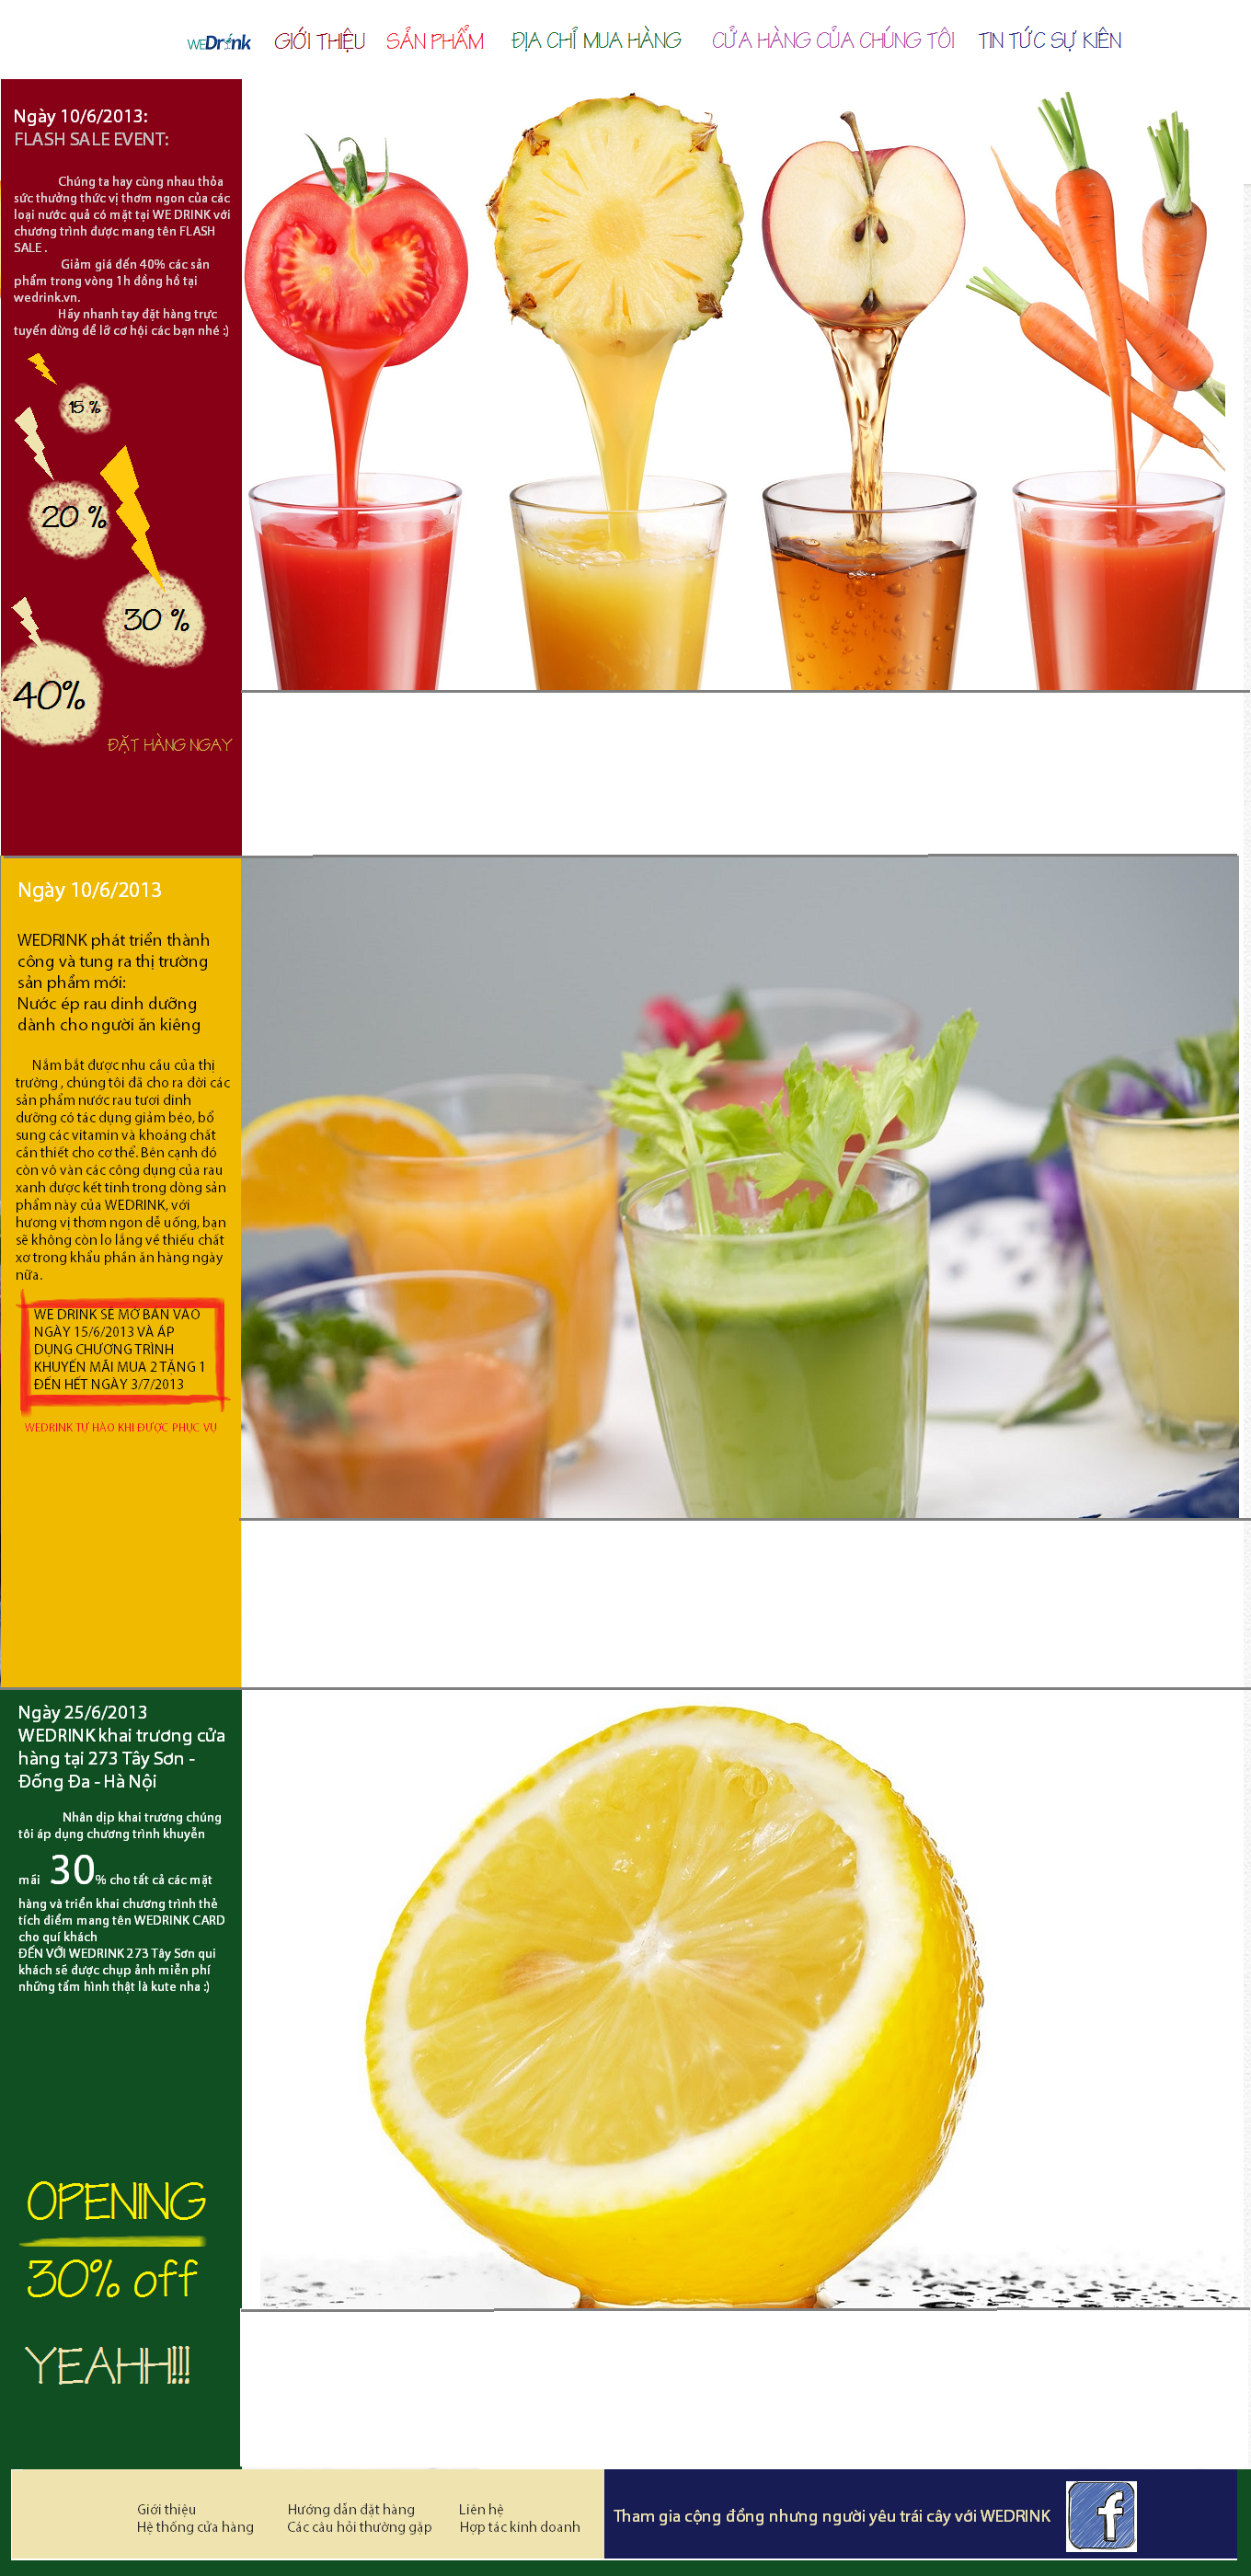 WEDrink
GIỚI THIỆU
SẢN PHẨM
ĐỊA CHỈ MUA HÀNG
CỬA HÀNG CỦA CHÚNG TÔI
TIN TỨC SỰ KIÊN
Ngày 10/6/2013:
FLASH SALE EVENT:
Chúng ta hay cùng nhau thỏa
sức thưởng thức vị thơm ngon của các
loại nước quả có mặt tại WE DRINK với
chương trình được mang tên FLASH
SALE .
Giảm giá đến 40% các sản
phẩm trong vòng 1h đồng hồ tại
wedrink.vn.
Hãy nhanh tay đặt hàng trực
tuyến đừng để lỡ cơ hội các bạn nhé :)
15 %
20 %
30 %
40%
ĐẶT HÀNG NGAY
Ngày 10/6/2013
WEDRINK phát triển thành
công và tung ra thị trường
sản phẩm mới:
Nước ép rau dinh dưỡng
dành cho người ăn kiêng
Nắm bắt được nhu cầu của thị
trường , chúng tôi đã cho ra đời các
sản phẩm nước rau tươi dinh
dưỡng có tác dụng giảm béo, bổ
sung các vitamin và khoáng chất
cần thiết cho cơ thể. Bên cạnh đó
còn vô vàn các công dụng của rau
xanh được kết tinh trong dòng sản
phẩm này của WEDRINK, với
hương vị thơm ngon dễ uống, bạn
sẽ không còn lo lắng về thiếu chất
xơ trong khẩu phần ăn hàng ngày
nữa.
WE DRINK SẼ MỞ BÁN VÀO
NGÀY 15/6/2013 VÀ ÁP
DỤNG CHƯƠNG TRÌNH
KHUYẾN MÃI MUA 2 TẶNG 1
ĐẾN HẾT NGÀY 3/7/2013
WEDRINK TỰ HÀO KHI ĐƯỢC PHỤC VỤ
Ngày 25/6/2013
WEDRINK khai trương cửa
hàng tại 273 Tây Sơn -
Đống Đa - Hà Nội
Nhân dịp khai trương chúng
tôi áp dụng chương trình khuyễn
mãi 30% cho tất cả các mặt
hàng và triển khai chương trình thẻ
tích điểm mang tên WEDRINK CARD
cho quí khách
ĐẾN VỚI WEDRINK 273 Tây Sơn quí
khách sẽ được chụp ảnh miễn phí
những tấm hình thật là kute nha :)
OPENING
30% off
YEAHH!!!
Giới thiệu
Hướng dẫn đặt hàng
Liên hệ
Hệ thống cửa hàng
Các câu hỏi thường gặp
Hợp tác kinh doanh
Tham gia cộng đồng nhưng người yêu trái cây với WEDRINK
f